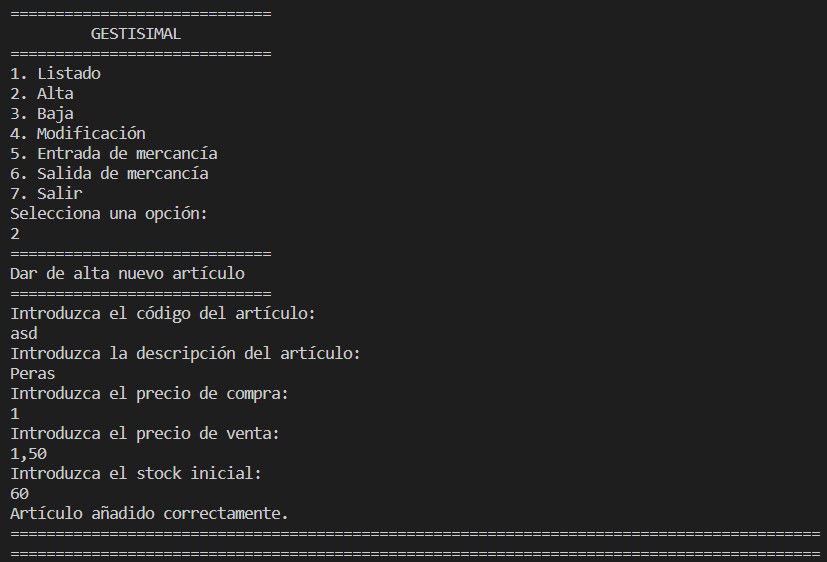 =============================
         GESTISIMAL
=============================
1. Listado
2. Alta
3. Baja
4. Modificación
5. Entrada de mercancía
6. Salida de mercancía
7. Salir
Selecciona una opción:
2
=============================
Dar de alta nuevo artículo
=============================
Introduzca el código del artículo:
asd
Introduzca la descripción del artículo:
Peras
Introduzca el precio de compra:
1
Introduzca el precio de venta:
1,50
Introduzca el stock inicial:
60
Artículo añadido correctamente.
==========================================================================================
==========================================================================================